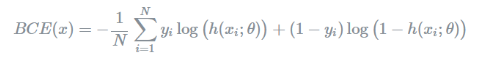 BCE(x) = -\frac{1}{N} \sum_{i=1}^{N} y_i \log (h(x_i; \theta)) + (1 - y_i) \log (1 - h(x_i; \theta))